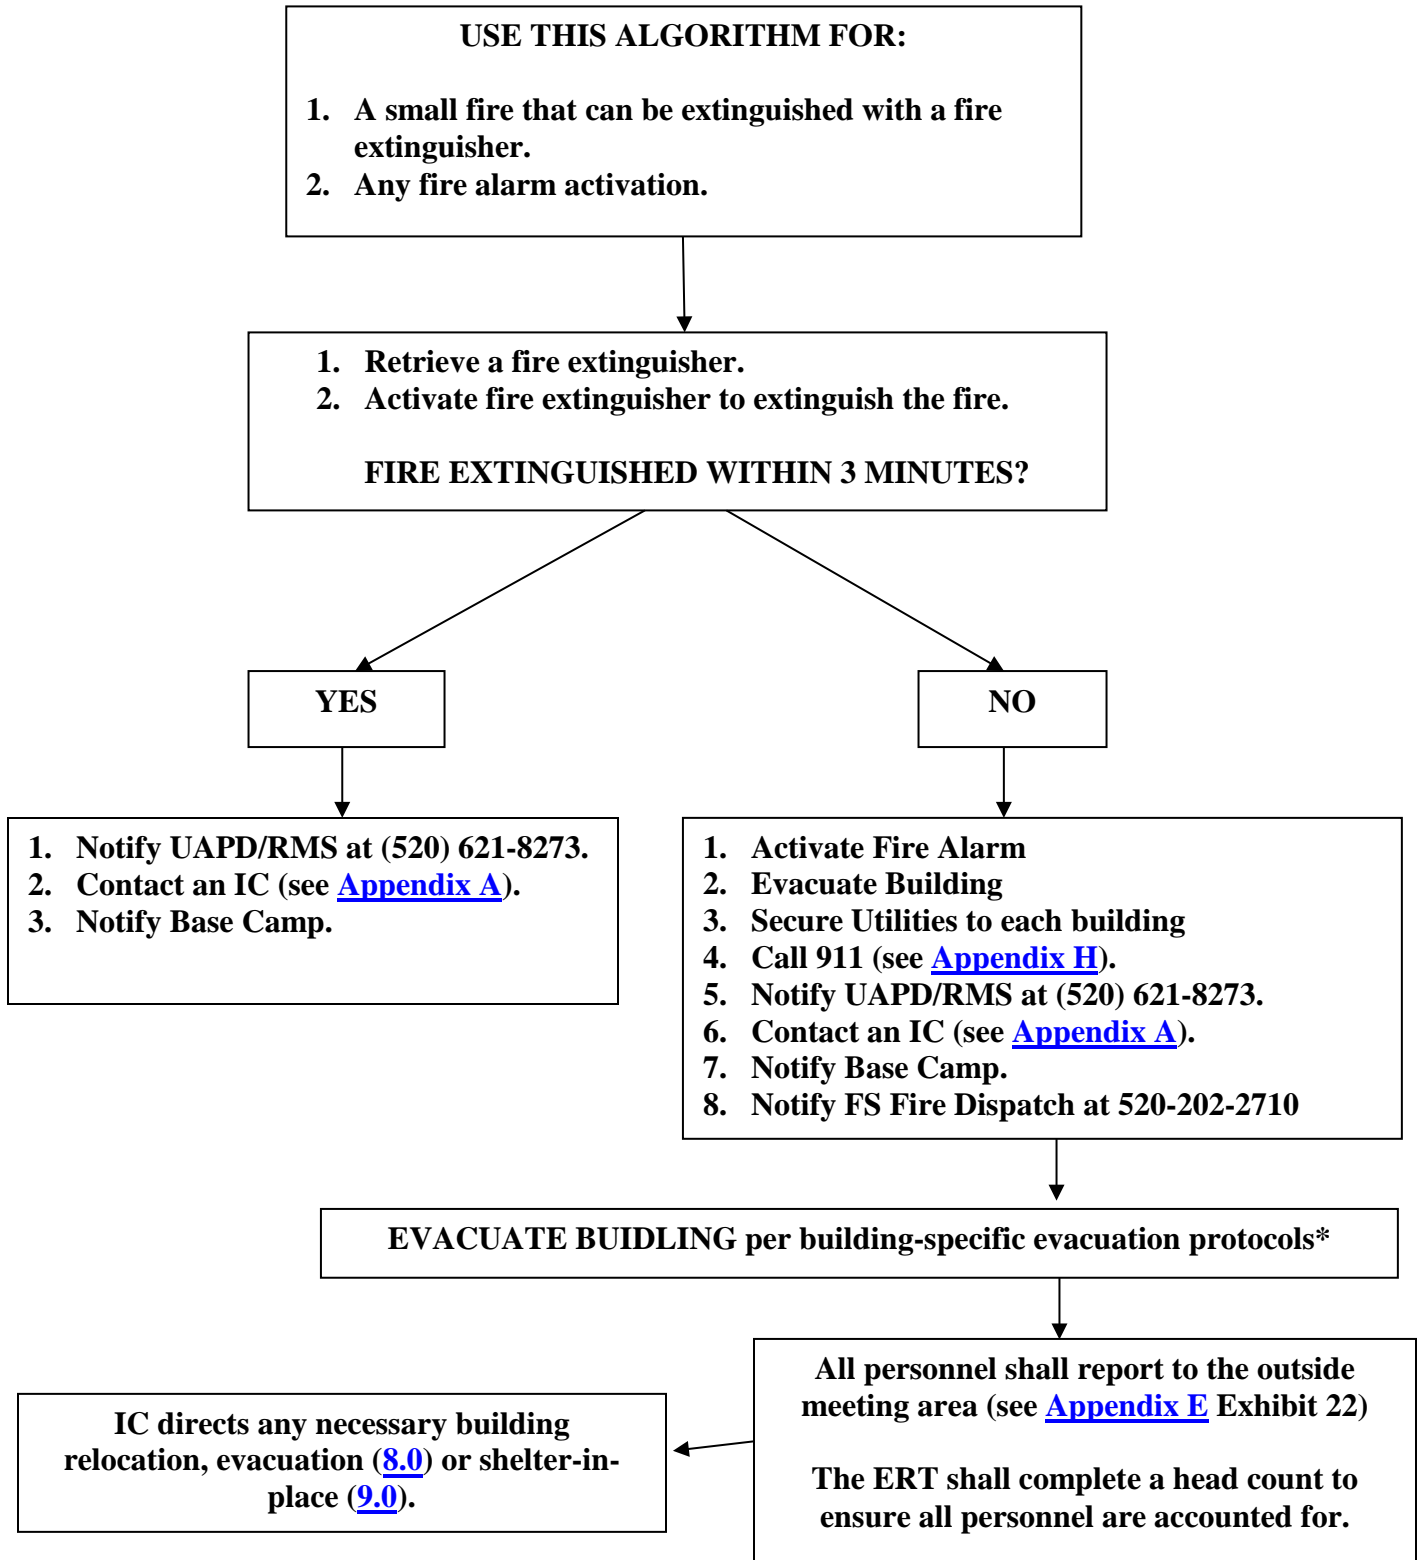 USE THIS ALGORITHM FOR:
1. A small fire that can be extinguished with a fire
extinguisher.
2. Any fire alarm activation.
1. Retrieve a fire extinguisher.
2. Activate fire extinguisher to extinguish the fire.
FIRE EXTINGUISHED WITHIN 3 MINUTES?
YES
NO
1. Notify UAPD/RMS at (520) 621-8273.
2. Contact an IC (see Appendix A).
3. Notify Base Camp.
1. Activate Fire Alarm
2. Evacuate Building
3. Secure Utilities to each building
4. Call 911 (see Appendix H).
5. Notify UAPD/RMS at (520) 621-8273.
6. Contact an IC (see Appendix A).
7. Notify Base Camp.
8. Notify FS Fire Dispatch at 520-202-2710
EVACUATE BUIDLING per building-specific evacuation protocols*
All personnel shall report to the outside
meeting area (see Appendix E Exhibit 22)
The ERT shall complete a head count to
ensure all personnel are accounted for.
IC directs any necessary building
relocation, evacuation (8.0) or shelter-in-
place (9.0).